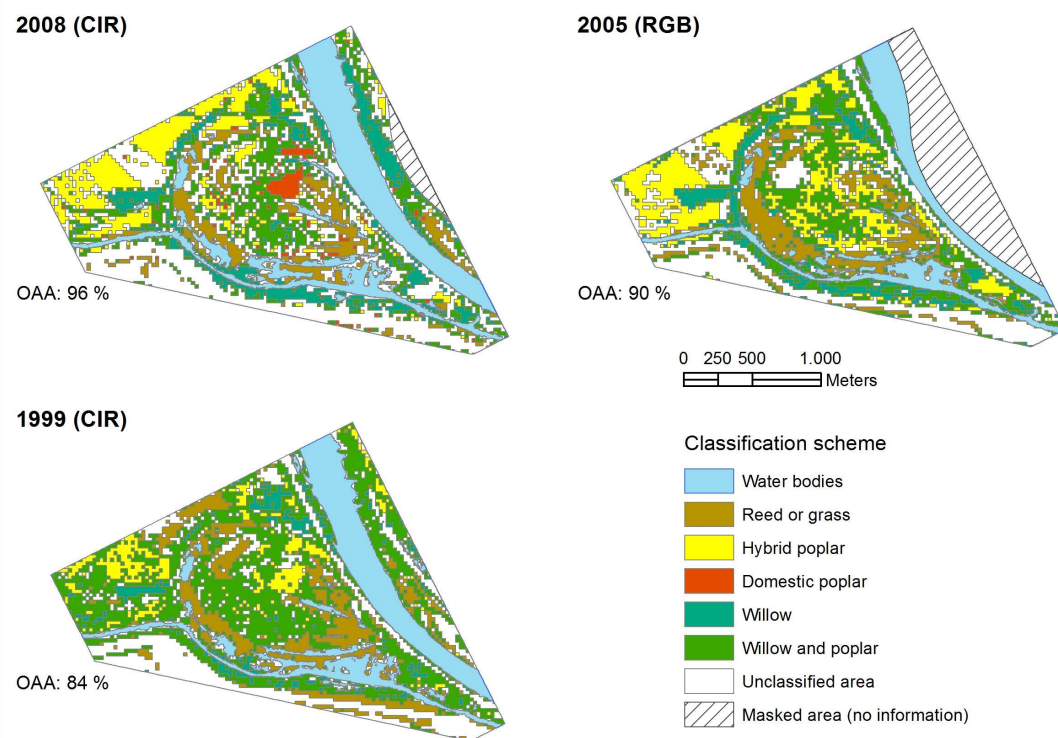 2008 (CIR)
2005 (RGB)
OAA: 96 %
OAA: 90 %
0 250 500 1.000
Meters
1999 (CIR)
OAA: 84 %
Classification scheme
Water bodies
Reed or grass
Hybrid poplar
Domestic poplar
Willow
Willow and poplar
Unclassified area
Masked area (no information)